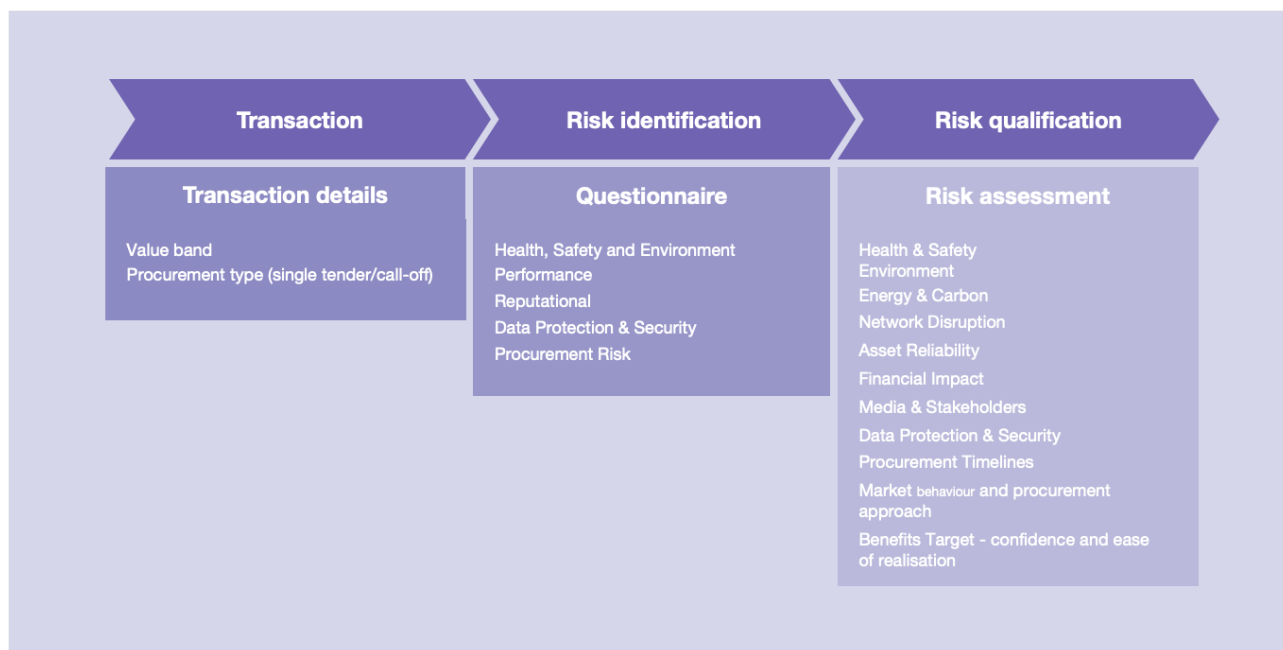 Transaction
Risk identification
Risk qualification
Transaction details
Value band
Procurement type (single tender/call-off)
Questionnaire
Health, Safety and Environment
Performance
Reputational
Data Protection & Security
Procurement Risk
Risk assessment
Health & Safety
Environment
Energy & Carbon
Network Disruption
Asset Reliability
Financial Impact
Media & Stakeholders
Data Protection & Security
Procurement Timelines
Market behaviour and procurement
approach
Benefits Target - confidence and ease
of realisation